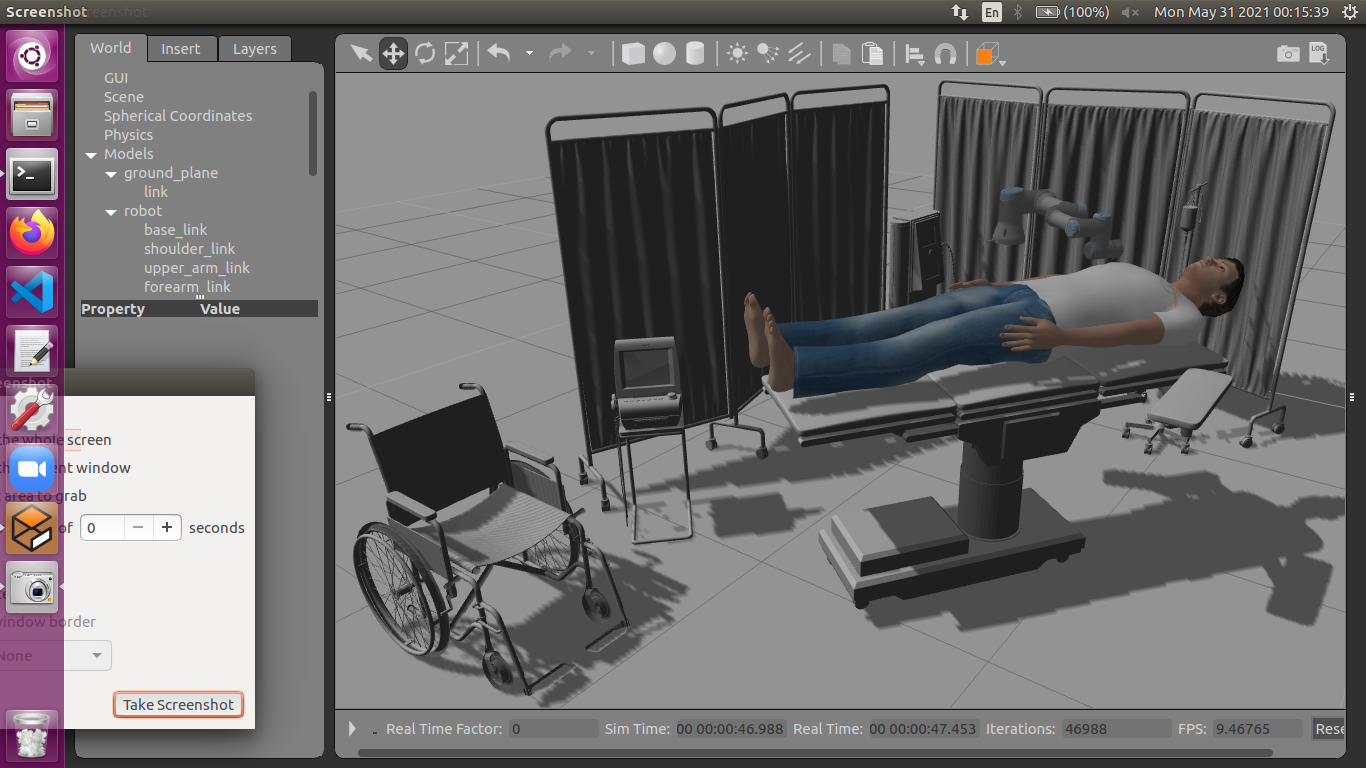 Screenshot
En
(100%)
Mon May 31 2021 00:15:39
World
Insert
Layers
LOG
GUI
Scene
Spherical Coordinates
Physics
Models
ground_plane
link
robot
base_link
shoulder_link
upper_arm_link
forearm_link
Property
Value
the whole screen
window
area to grab
of
0
seconds
window border
None
Take Screenshot
Real Time Factor:
0
Sim Time:
00 00:00:46.988
Real Time:
00 00:00:47.453
Iterations:
46988
FPS:
9.46765
Rese